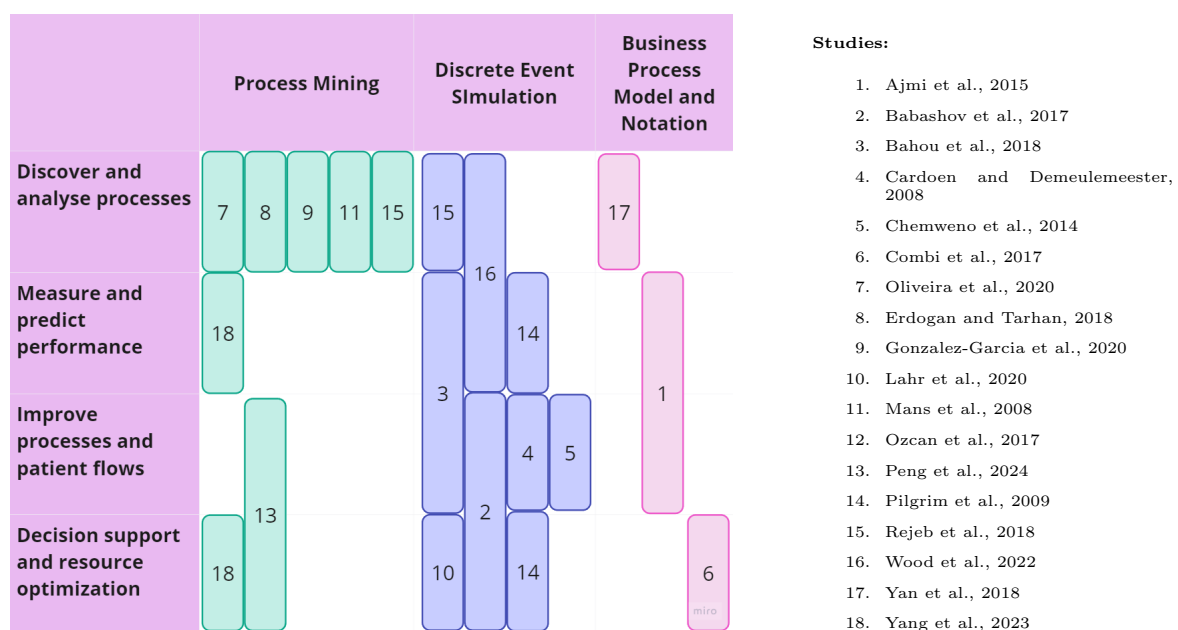 Process Mining
Discrete Event
SImulation
Business
Process
Model and
Notation
Discover and
analyse processes
7 8 9 11 15 15 17
16
Measure and
predict
performance
18 14
3 1
Improve
processes and
patient flows
4 5
13 2
Decision support
and resource
optimization
18 10 14 6
miro
Studies:
1. Ajmi et al., 2015
2. Babashov et al., 2017
3. Bahou et al., 2018
4. Cardoen and Demeulemeester,
2008
5. Chemweno et al., 2014
6. Combi et al., 2017
7. Oliveira et al., 2020
8. Erdogan and Tarhan, 2018
9. Gonzalez-Garcia et al., 2020
10. Lahr et al., 2020
11. Mans et al., 2008
12. Ozcan et al., 2017
13. Peng et al., 2024
14. Pilgrim et al., 2009
15. Rejeb et al., 2018
16. Wood et al., 2022
17. Yan et al., 2018
18. Yang et al., 2023